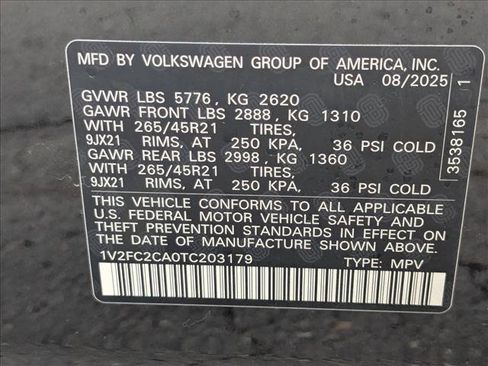 MFD BY VOLKSWAGEN GROUP OF AMERICA, INC.
USA 08/2025
GVWR LBS 5776 , KG 2620
GAWR FRONT LBS 2888 , KG 1310
WITH 265/45R21 TIRES,
9JX21 RIMS, AT 250 KPA, 36 PSI COLD
GAWR REAR LBS 2998 , KG 1360
WITH 265/45R21 TIRES,
9JX21 RIMS, AT 250 KPA, 36 PSI COLD
THIS VEHICLE CONFORMS TO ALL APPLICABLE
U.S. FEDERAL MOTOR VEHICLE SAFETY AND
THEFT PREVENTION STANDARDS IN EFFECT ON
DATE OF MANUFACTURE SHOWN ABOVE.
1V2FC2CA0TC203179 TYPE: MPV
3538165 1